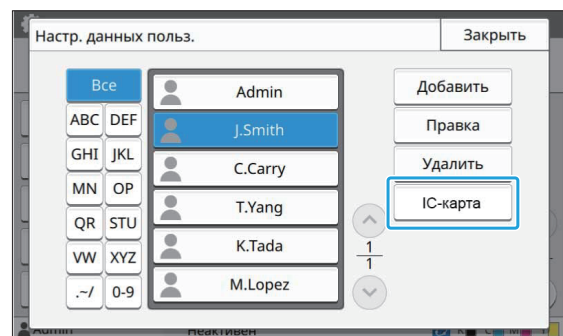 Настр. данных польз.
Закрыть
Все
ABC DEF
GHI JKL
MN OP
QR STU
VW XYZ
.~/ 0-9
Admin
J.Smith
C.Carry
T.Yang
K.Tada
M.Lopez
1
1
Добавить
Правка
Удалить
IC-карта
Admin
Неактивен